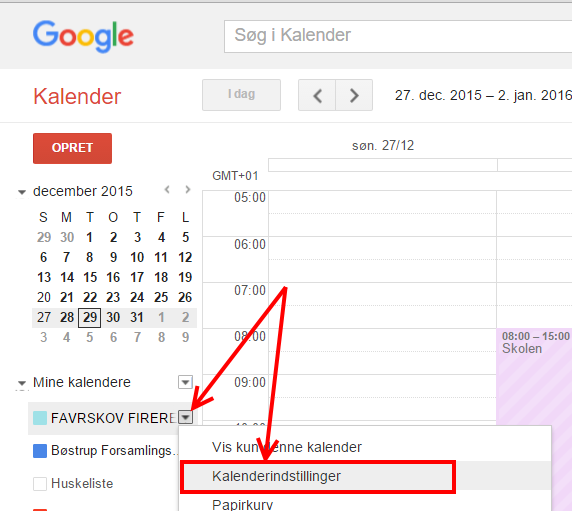 Google
Søg i Kalender
Kalender
I dag
27. dec. 2015 – 2. jan. 2016
OPRET
søn. 27/12
december 2015
GMT+01
S M T O T F L
29 30 1 2 3 4 5
6 7 8 9 10 11 12
13 14 15 16 17 18 19
20 21 22 23 24 25 26
27 28 29 30 31 1 2
3 4 5 6 7 8 9
05:00
06:00
07:00
08:00
09:00
08:00 – 15:00
Skolen
Mine kalendere
FAVRSKOV FIRERE
Bøstrup Forsamlings...
Huskeliste
Vis kun denne kalender
Kalenderindstillinger
Papirkurv